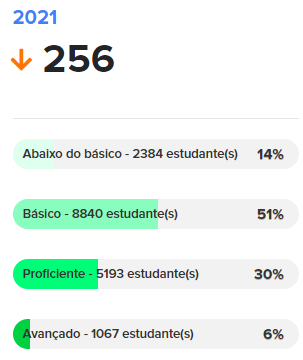 2021
↓ 256
Abaixo do básico - 2384 estudante(s) 14%
Básico - 8840 estudante(s) 51%
Proficiente - 5193 estudante(s) 30%
Avançado - 1067 estudante(s) 6%